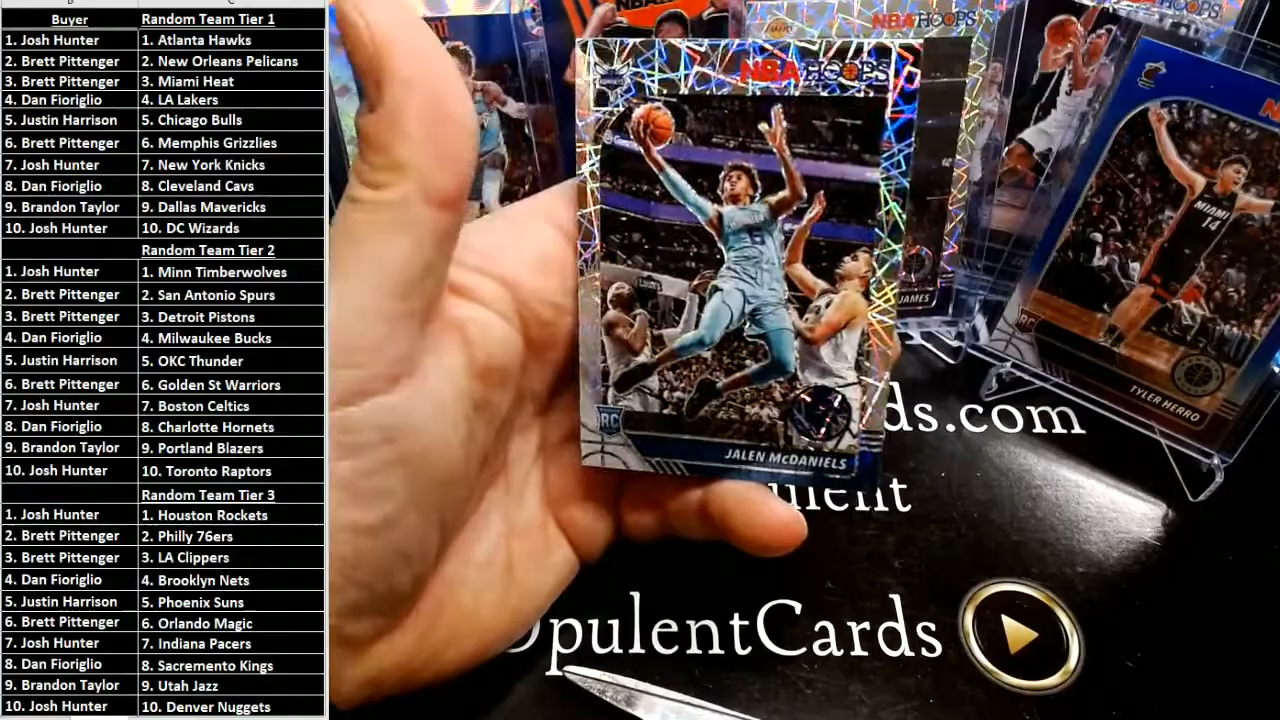 Buyer Random Team Tier 1
1. Josh Hunter 1. Atlanta Hawks
2. Brett Pittenger 2. New Orleans Pelicans
3. Brett Pittenger 3. Miami Heat
4. Dan Fioriglio 4. LA Lakers
5. Justin Harrison 5. Chicago Bulls
6. Brett Pittenger 6. Memphis Grizzlies
7. Josh Hunter 7. New York Knicks
8. Dan Fioriglio 8. Cleveland Cavs
9. Brandon Taylor 9. Dallas Mavericks
10. Josh Hunter 10. DC Wizards
Random Team Tier 2
1. Josh Hunter 1. Minn Timberwolves
2. Brett Pittenger 2. San Antonio Spurs
3. Brett Pittenger 3. Detroit Pistons
4. Dan Fioriglio 4. Milwaukee Bucks
5. Justin Harrison 5. OKC Thunder
6. Brett Pittenger 6. Golden St Warriors
7. Josh Hunter 7. Boston Celtics
8. Dan Fioriglio 8. Charlotte Hornets
9. Brandon Taylor 9. Portland Blazers
10. Josh Hunter 10. Toronto Raptors
Random Team Tier 3
1. Josh Hunter 1. Houston Rockets
2. Brett Pittenger 2. Philly 76ers
3. Brett Pittenger 3. LA Clippers
4. Dan Fioriglio 4. Brooklyn Nets
5. Justin Harrison 5. Phoenix Suns
6. Brett Pittenger 6. Orlando Magic
7. Josh Hunter 7. Indiana Pacers
8. Dan Fioriglio 8. Sacremento Kings
9. Brandon Taylor 9. Utah Jazz
10. Josh Hunter 10. Denver Nuggets
NBA HOOPS
NBA HOOPS
RC
JALEN McDANIELS
JAMES
MIAMI
14
RC
TYLER HERRO
ds.com
OpulentCards